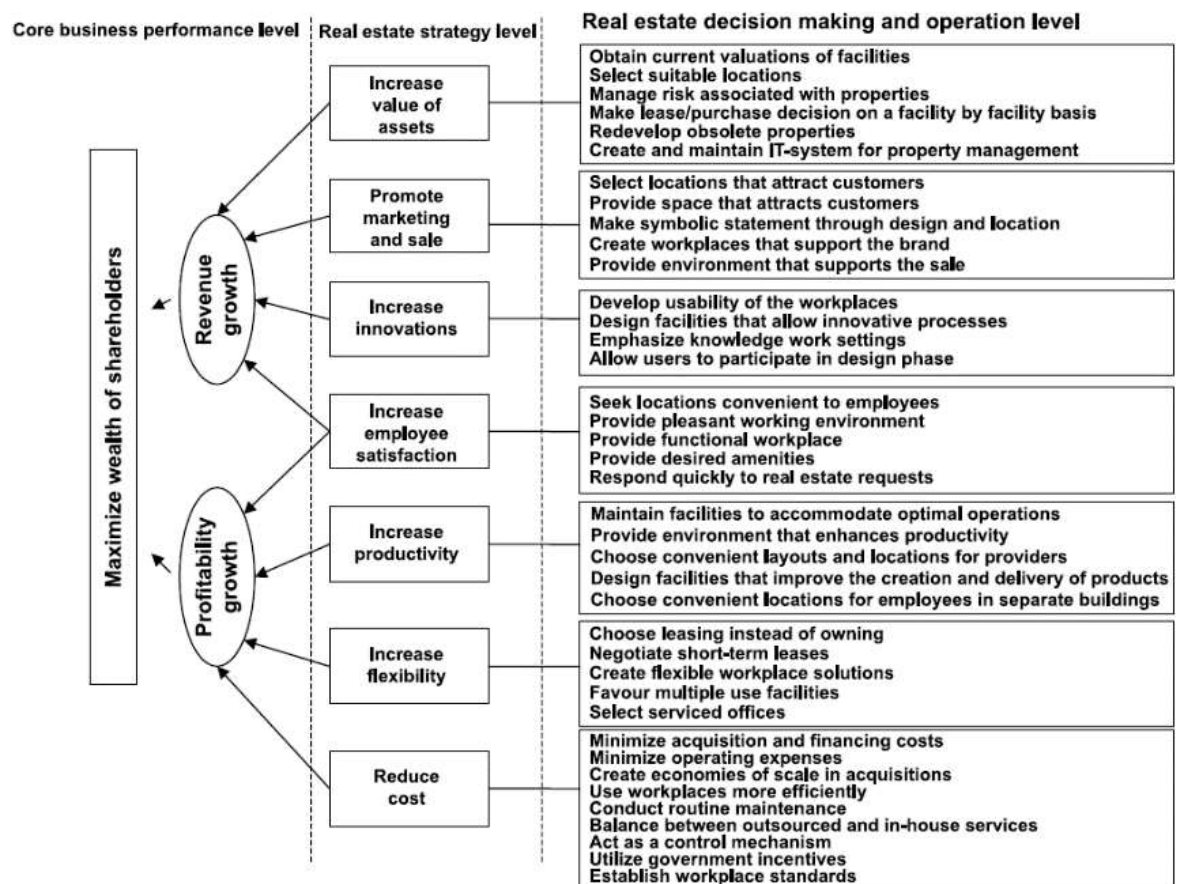 Core business performance level
Real estate strategy level
Real estate decision making and operation level
Maximize wealth of shareholders
Revenue
growth
Profitability
growth
Increase
value of
assets
Obtain current valuations of facilities
Select suitable locations
Manage risk associated with properties
Make lease/purchase decision on a facility by facility basis
Redevelop obsolete properties
Create and maintain IT-system for property management
Promote
marketing
and sale
Select locations that attract customers
Provide space that attracts customers
Make symbolic statement through design and location
Create workplaces that support the brand
Provide environment that supports the sale
Increase
innovations
Develop usability of the workplaces
Design facilities that allow innovative processes
Emphasize knowledge work settings
Allow users to participate in design phase
Increase
employee
satisfaction
Seek locations convenient to employees
Provide pleasant working environment
Provide functional workplace
Provide desired amenities
Respond quickly to real estate requests
Increase
productivity
Maintain facilities to accommodate optimal operations
Provide environment that enhances productivity
Choose convenient layouts and locations for providers
Design facilities that improve the creation and delivery of products
Choose convenient locations for employees in separate buildings
Increase
flexibility
Choose leasing instead of owning
Negotiate short-term leases
Create flexible workplace solutions
Favour multiple use facilities
Select serviced offices
Reduce
cost
Minimize acquisition and financing costs
Minimize operating expenses
Create economies of scale in acquisitions
Use workplaces more efficiently
Conduct routine maintenance
Balance between outsourced and in-house services
Act as a control mechanism
Utilize government incentives
Establish workplace standards